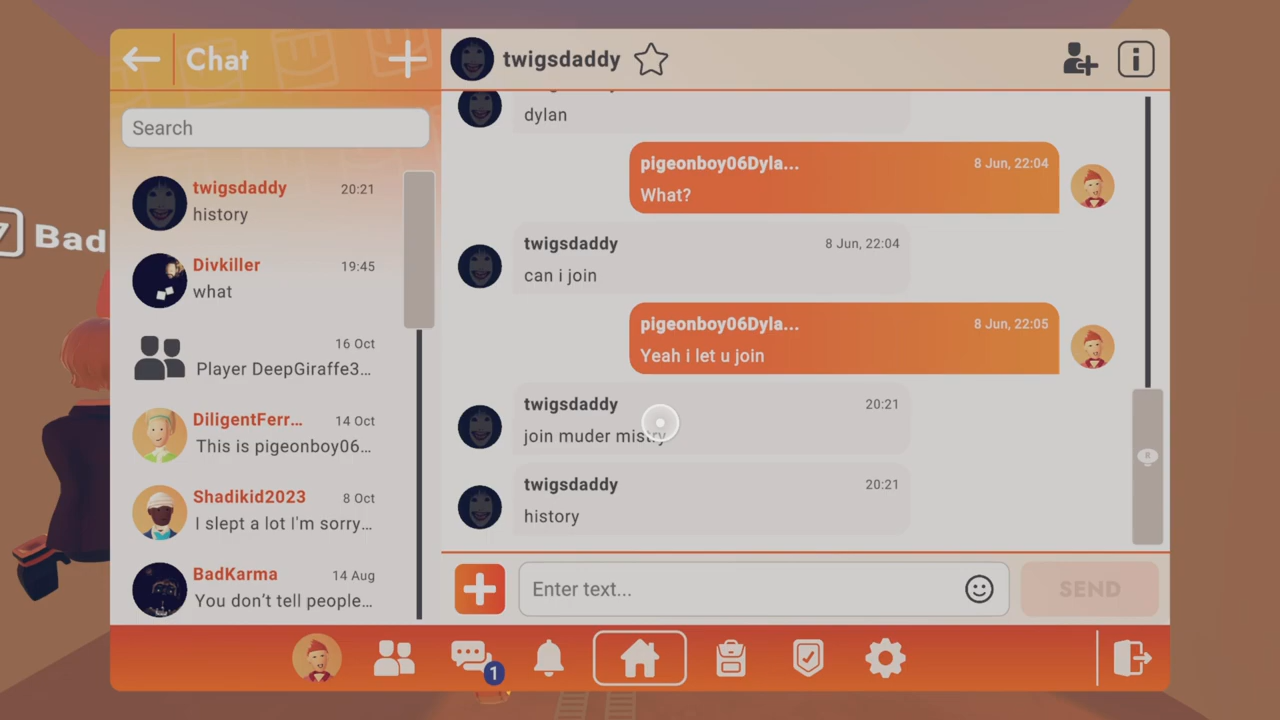 Bad
Chat
Search
twigsdaddy 20:21
history
Divkiller 19:45
what
16 Oct
Player DeepGiraffe3...
DiligentFerr... 14 Oct
This is pigeonboy06...
Shadikid2023 8 Oct
I slept a lot I'm sorry...
BadKarma 14 Aug
You don't tell people...
twigsdaddy
dylan
pigeonboy06Dyla... 8 Jun, 22:04
What?
twigsdaddy 8 Jun, 22:04
can i join
pigeonboy06Dyla... 8 Jun, 22:05
Yeah i let u join
twigsdaddy 20:21
join muder mistry
twigsdaddy 20:21
history
Enter text...
SEND
1